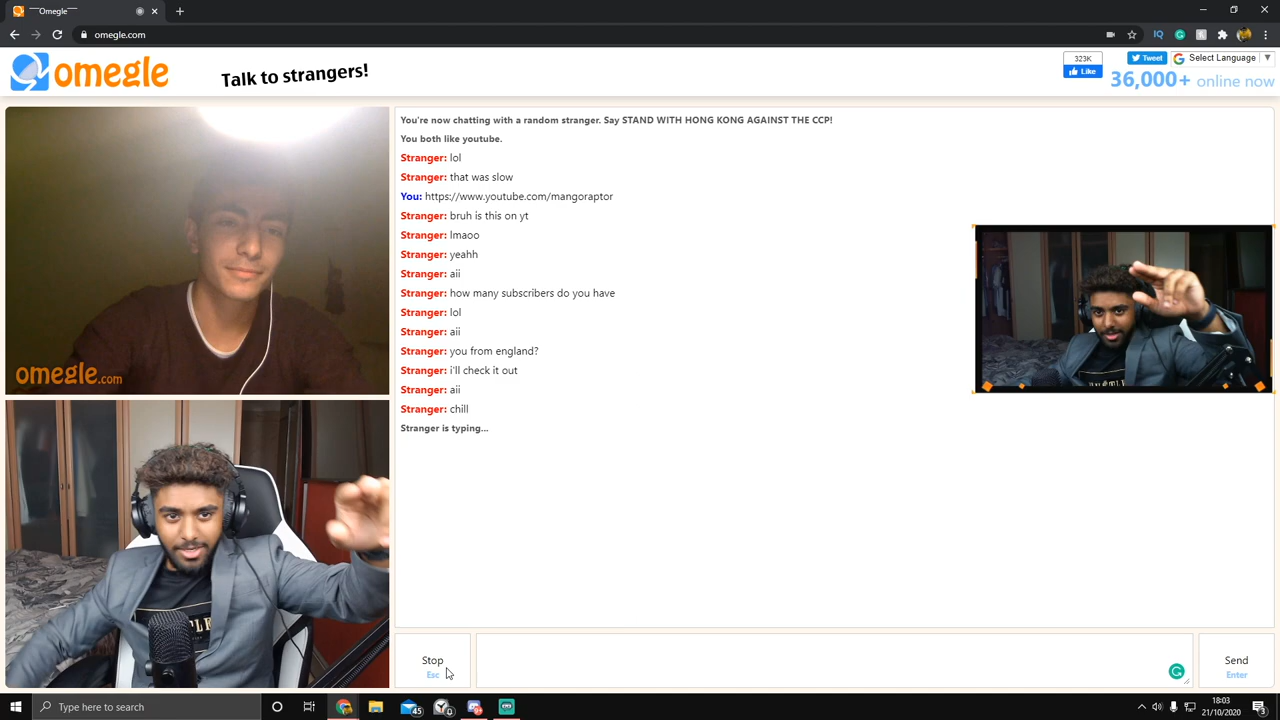 Omegle
omegle.com
omegle
Talk to strangers!
323K
Like
Tweet
Select Language
36,000+ online now
You're now chatting with a random stranger. Say STAND WITH HONG KONG AGAINST THE CCP!
You both like youtube.
Stranger: lol
Stranger: that was slow
You: https://www.youtube.com/mangoraptor
Stranger: bruh is this on yt
Stranger: lmaoo
Stranger: yeahh
Stranger: aii
Stranger: how many subscribers do you have
Stranger: lol
Stranger: aii
Stranger: you from england?
Stranger: i'll check it out
Stranger: aii
Stranger: chill
Stranger is typing...
omegle.com
Stop
Esc
Send
Enter
Type here to search
45
18:03
21/10/2020
3